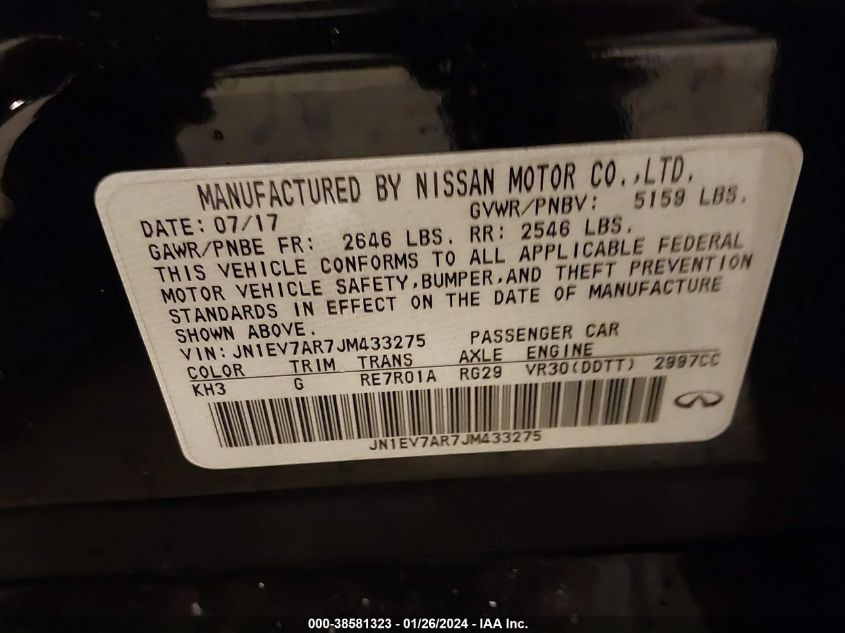 MANUFACTURED BY NISSAN MOTOR CO.,LTD.
DATE: 07/17 GVWR/PNBV: 5159 LBS.
GAWR/PNBE FR: 2646 LBS. RR: 2546 LBS.
THIS VEHICLE CONFORMS TO ALL APPLICABLE FEDERAL
MOTOR VEHICLE SAFETY,BUMPER,AND THEFT PREVENTION
STANDARDS IN EFFECT ON THE DATE OF MANUFACTURE
SHOWN ABOVE.
VIN: JN1EV7AR7JM433275 PASSENGER CAR
COLOR TRIM TRANS AXLE ENGINE
KH3 G RE7R01A RG29 VR30(DDTT) 2997CC
JN1EV7AR7JM433275
000-38581323 | 01/26/2024 - IAA Inc.